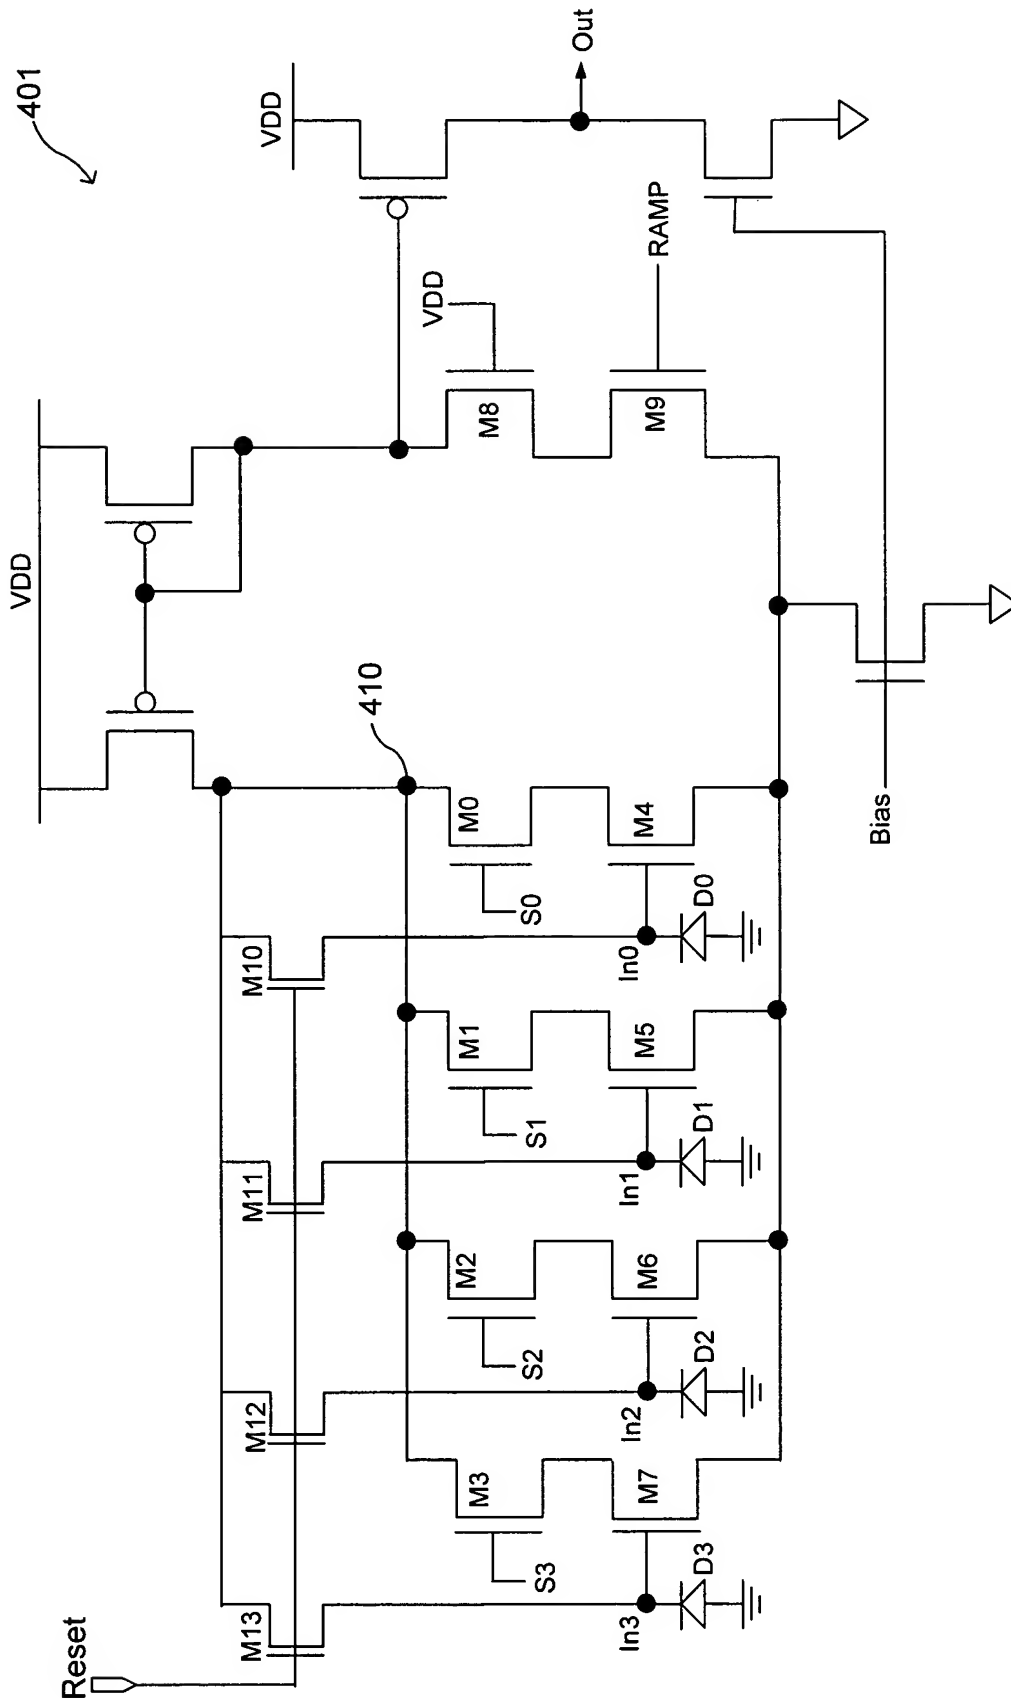 401
VDD
Out
VDD
RAMP
VDD
M8
M9
410
M0
M4
S0
Bias
M10
In0
D0
M1
M5
S1
M11
In1
D1
M2
M6
S2
M12
In2
D2
M3
M7
S3
M13
In3
D3
Reset